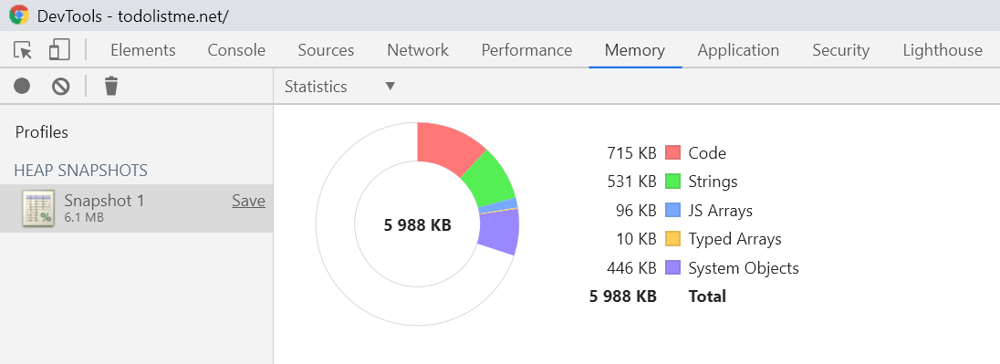 DevTools - todolistme.net/
Elements Console Sources Network Performance Memory Application Security Lighthouse
Statistics
Profiles
HEAP SNAPSHOTS
Snapshot 1 Save
6.1 MB
5 988 KB
715 KB Code
531 KB Strings
96 KB JS Arrays
10 KB Typed Arrays
446 KB System Objects
5 988 KB Total